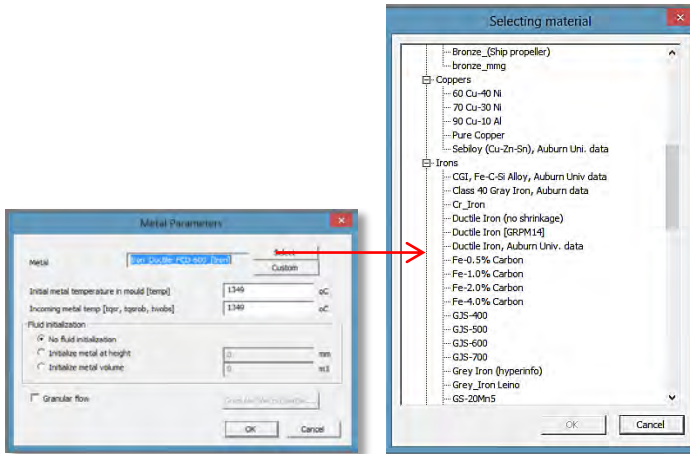 Metal Parameters
Metal
Iron_Ductile_FCD-600_[Iron]
Select
Custom
Initial metal temperature in mould [temp]
1349
oC
Incoming metal temp [tqsr, tqsrob, twobs]
1349
oC
Fluid initialization
No fluid initialization
Initialize metal at height
0
mm
Initialize metal volume
0
m3
Granular flow
OK
Cancel
Selecting material
Bronze_(Ship propeller)
bronze_mmg
Coppers
60 Cu-40 Ni
70 Cu-30 Ni
90 Cu-10 Al
Pure Copper
Sebiloy (Cu-Zn-Sn), Auburn Uni. data
Irons
CGI, Fe-C-Si Alloy, Auburn Univ data
Class 40 Gray Iron, Auburn data
Cr_Iron
Ductile Iron (no shrinkage)
Ductile Iron [GRPM14]
Ductile Iron, Auburn Univ. data
Fe-0.5% Carbon
Fe-1.0% Carbon
Fe-2.0% Carbon
Fe-4.0% Carbon
GJS-400
GJS-500
GJS-600
GJS-700
Grey Iron (hyperinfo)
Grey_Iron Leino
GS-20Mn5
OK
Cancel